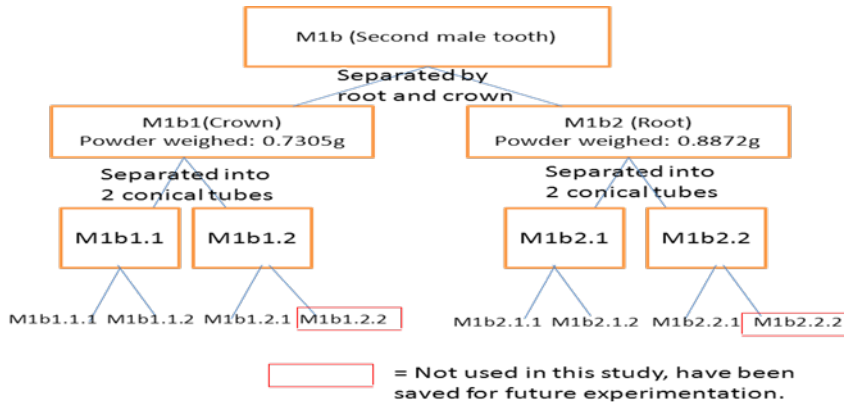 M1b (Second male tooth)
Separated by
root and crown
M1b1(Crown)
Powder weighed: 0.7305g
M1b2 (Root)
Powder weighed: 0.8872g
Separated into
2 conical tubes
Separated into
2 conical tubes
M1b1.1
M1b1.2
M1b2.1
M1b2.2
M1b1.1.1
M1b1.1.2
M1b1.2.1
M1b1.2.2
M1b2.1.1
M1b2.1.2
M1b2.2.1
M1b2.2.2
= Not used in this study, have been
saved for future experimentation.